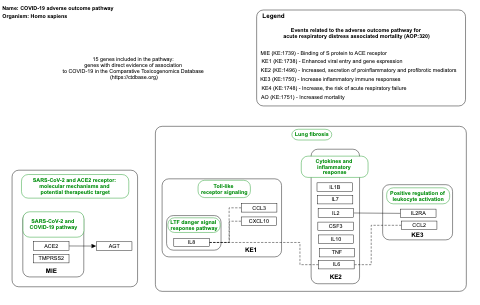 Name: COVID-19 adverse outcome pathway
Organism: Homo sapiens
Legend
Events related to the adverse outcome pathway for
acute respiratory distress associated mortality (AOP:320)
MIE (KE:1739) - Binding of S protein to ACE receptor
KE1 (KE:1738) - Enhanced viral entry and gene expression
KE2 (KE:1496) - Increased, secretion of proinflammatory and profibrotic mediators
KE3 (KE:1750) - Increase inflammatory immune responses
KE4 (KE:1748) - Increase, the risk of acute respiratory failure
AO (KE:1751) - Increased mortality
15 genes included in the pathway:
genes with direct evidence of association
to COVID-19 in the Comparative Toxicogenomics Database
(https://ctdbase.org)
Lung fibrosis
SARS-CoV-2 and ACE2 receptor:
molecular mechanisms and
potential therapeutic target
SARS-CoV-2 and
COVID-19 pathway
ACE2
TMPRSS2
MIE
AGT
Toll-like
receptor signaling
CCL3
CXCL10
LTF danger signal
response pathway
IL8
KE1
Cytokines and
inflammatory
response
IL1B
IL7
IL2
CSF3
IL10
TNF
IL6
KE2
Positive regulation of
leukocyte activation
IL2RA
CCL2
KE3